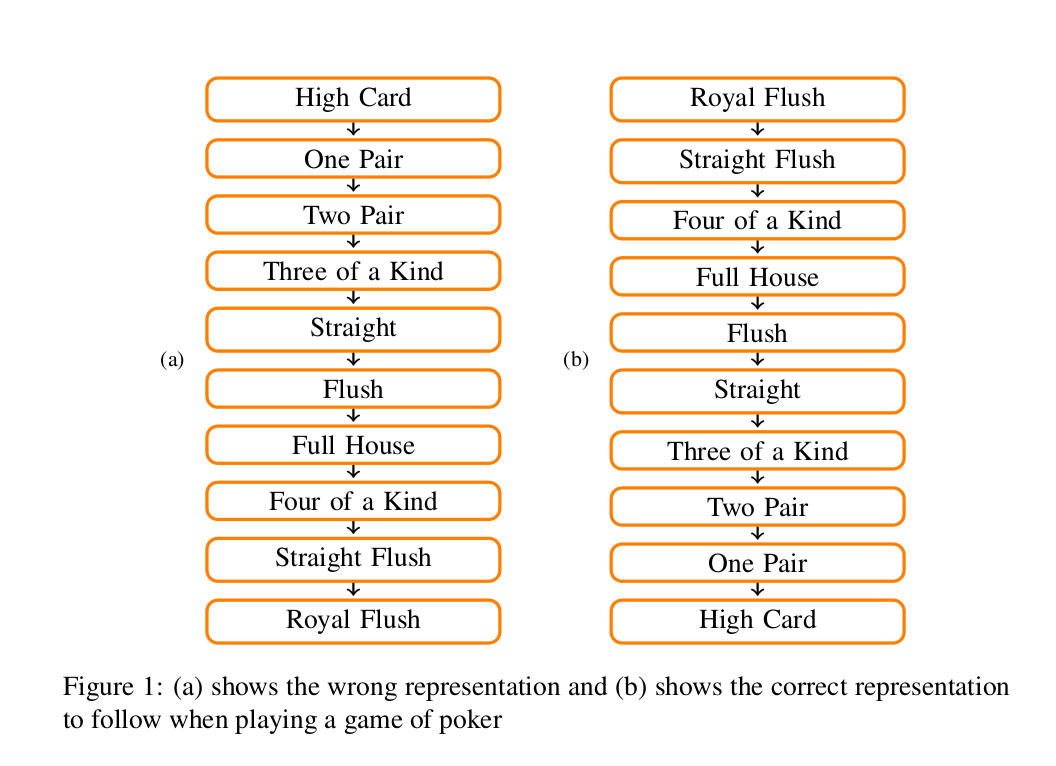 High Card
One Pair
Two Pair
Three of a Kind
Straight
(a)
Flush
Full House
Four of a Kind
Straight Flush
Royal Flush
Royal Flush
Straight Flush
Four of a Kind
Full House
Flush
(b)
Straight
Three of a Kind
Two Pair
One Pair
High Card
Figure 1: (a) shows the wrong representation and (b) shows the correct representation
to follow when playing a game of poker